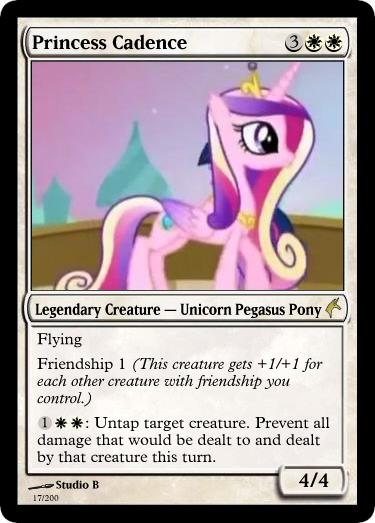 Princess Cadence 3
Legendary Creature — Unicorn Pegasus Pony
Flying
Friendship 1 (This creature gets +1/+1 for
each other creature with friendship you
control.)
1: Untap target creature. Prevent all
damage that would be dealt to and dealt
by that creature this turn.
4/4
Studio B
17/200